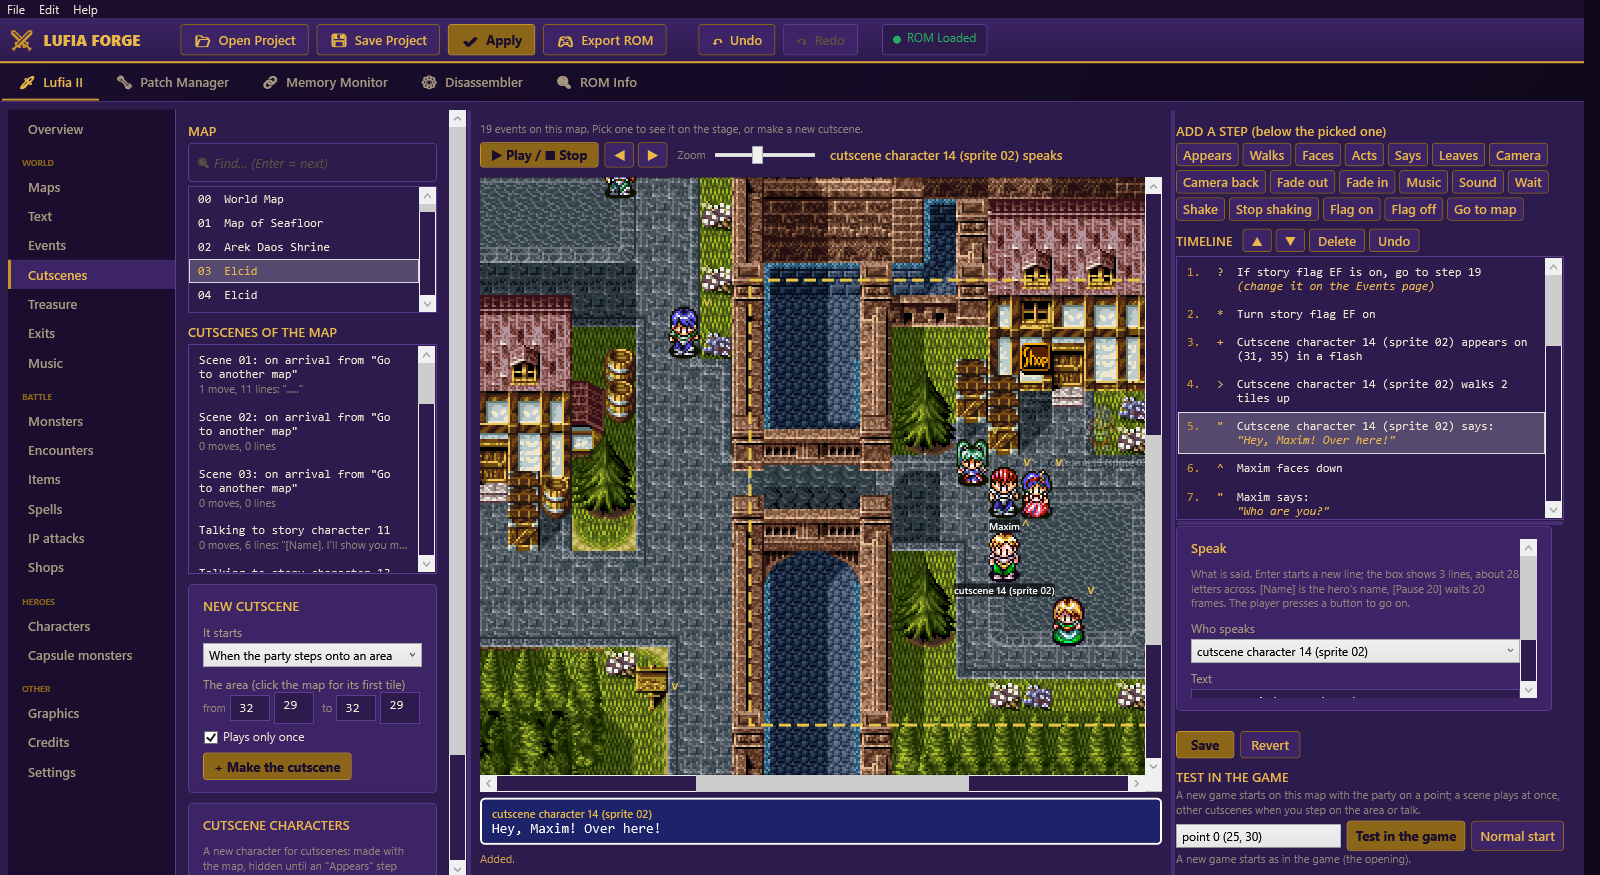 File Edit Help
LUFIA FORGE
Open Project
Save Project
Apply
Export ROM
Undo
Redo
ROM Loaded
Lufia II
Patch Manager
Memory Monitor
Disassembler
ROM Info
Overview
WORLD
Maps
Text
Events
Cutscenes
Treasure
Exits
Music
BATTLE
Monsters
Encounters
Items
Spells
IP attacks
Shops
HEROES
Characters
Capsule monsters
OTHER
Graphics
Credits
Settings
MAP
Find... (Enter = next)
00 World Map
01 Map of Seafloor
02 Arek Daos Shrine
03 Elcid
04 Elcid
CUTSCENES OF THE MAP
Scene 01: on arrival from "Go
to another map"
1 move, 11 lines: "....."
Scene 02: on arrival from "Go
to another map"
0 moves, 0 lines
Scene 03: on arrival from "Go
to another map"
0 moves, 0 lines
Talking to story character 11
0 moves, 6 lines: "[Name]. I'll show you m...
NEW CUTSCENE
It starts
When the party steps onto an area
The area (click the map for its first tile)
from 32 29 to 32 29
Plays only once
+ Make the cutscene
CUTSCENE CHARACTERS
A new character for cutscenes: made with
the map, hidden until an "Appears" step
19 events on this map. Pick one to see it on the stage, or make a new cutscene.
Play / Stop
Zoom
cutscene character 14 (sprite 02) speaks
Shop
Maxim
cutscene 14 (sprite 02)
cutscene character 14 (sprite 02)
Hey, Maxim! Over here!
Added.
ADD A STEP (below the picked one)
Appears Walks Faces Acts Says Leaves Camera
Camera back Fade out Fade in Music Sound Wait
Shake Stop shaking Flag on Flag off Go to map
TIMELINE
Delete
Undo
1. ? If story flag EF is on, go to step 19
(change it on the Events page)
2. * Turn story flag EF on
3. + Cutscene character 14 (sprite 02) appears on
(31, 35) in a flash
4. > Cutscene character 14 (sprite 02) walks 2
tiles up
5. " Cutscene character 14 (sprite 02) says:
"Hey, Maxim! Over here!"
6. ^ Maxim faces down
7. " Maxim says:
"Who are you?"
Speak
What is said. Enter starts a new line; the box shows 3 lines, about 28
letters across. [Name] is the hero's name, [Pause 20] waits 20
frames. The player presses a button to go on.
Who speaks
cutscene character 14 (sprite 02)
Text
Save
Revert
TEST IN THE GAME
A new game starts on this map with the party on a point; a scene plays at once,
other cutscenes when you step on the area or talk.
point 0 (25, 30)
Test in the game
Normal start
A new game starts as in the game (the opening).